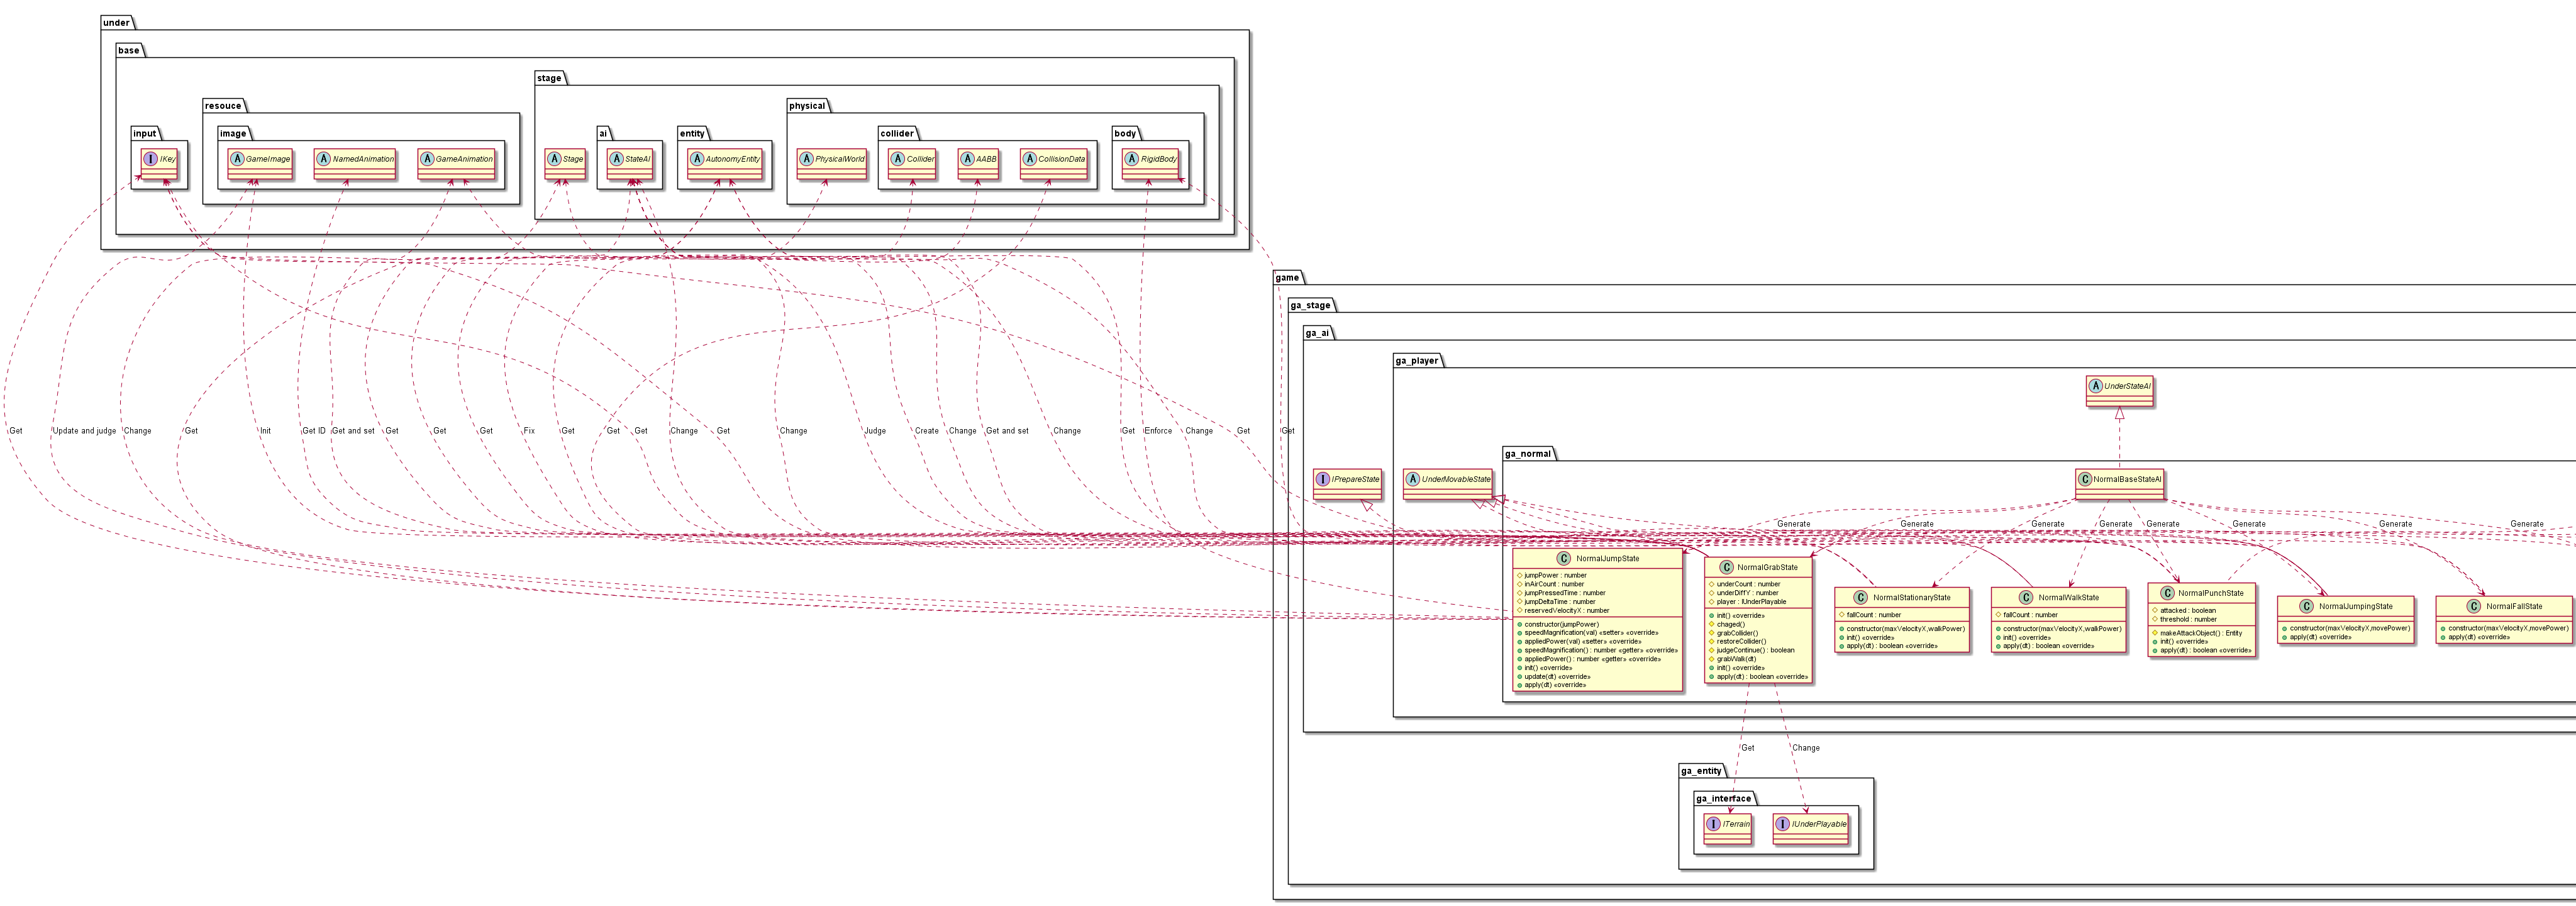 under
base
stage
resouce
physical
input
image
ai
entity
collider
body
I IKey
A GameImage
A NamedAnimation
A GameAnimation
A Stage
A StateAI
A AutonomyEntity
A PhysicalWorld
A Collider
A AABB
A CollisionData
A RigidBody
game
ga_stage
ga_ai
ga_player
A UnderStateAI
Get
Update and judge
Change
Get
Init
Get ID
Get and set
Get
Get
Get
Fix
Get
Get
Get
Change
Get
Change
Judge
Create
Change
Get and set
Change
Get
Enforce
Change
Get
Get
ga_normal
I IPrepareState
A UnderMovableState
C NormalBaseStateAI
Generate
Generate
Generate
Generate
Generate
Generate
Generate
Generate
C NormalJumpState
jumpPower : number
inAirCount : number
jumpPressedTime : number
jumpDeltaTime : number
reservedVelocityX : number
constructor(jumpPower)
speedMagnification(val) «setter» «override»
appliedPower(val) «setter» «override»
speedMagnification() : number «getter» «override»
appliedPower() : number «getter» «override»
init() «override»
update(dt) «override»
apply(dt) «override»
C NormalGrabState
underCount : number
underDiffY : number
player : IUnderPlayable
init() «override»
chaged()
grabCollider()
restoreCollider()
judgeContinue() : boolean
grabWalk(dt)
init() «override»
apply(dt) : boolean «override»
C NormalStationaryState
fallCount : number
constructor(maxVelocityX,walkPower)
init() «override»
apply(dt) : boolean «override»
C NormalWalkState
fallCount : number
constructor(maxVelocityX,walkPower)
init() «override»
apply(dt) : boolean «override»
C NormalPunchState
attacked : boolean
threshold : number
makeAttackObject() : Entity
init() «override»
apply(dt) : boolean «override»
C NormalJumpingState
constructor(maxVelocityX,movePower)
apply(dt) «override»
C NormalFallState
constructor(maxVelocityX,movePower)
apply(dt) «override»
Get
Change
ga_entity
ga_interface
I ITerrain
I IUnderPlayable